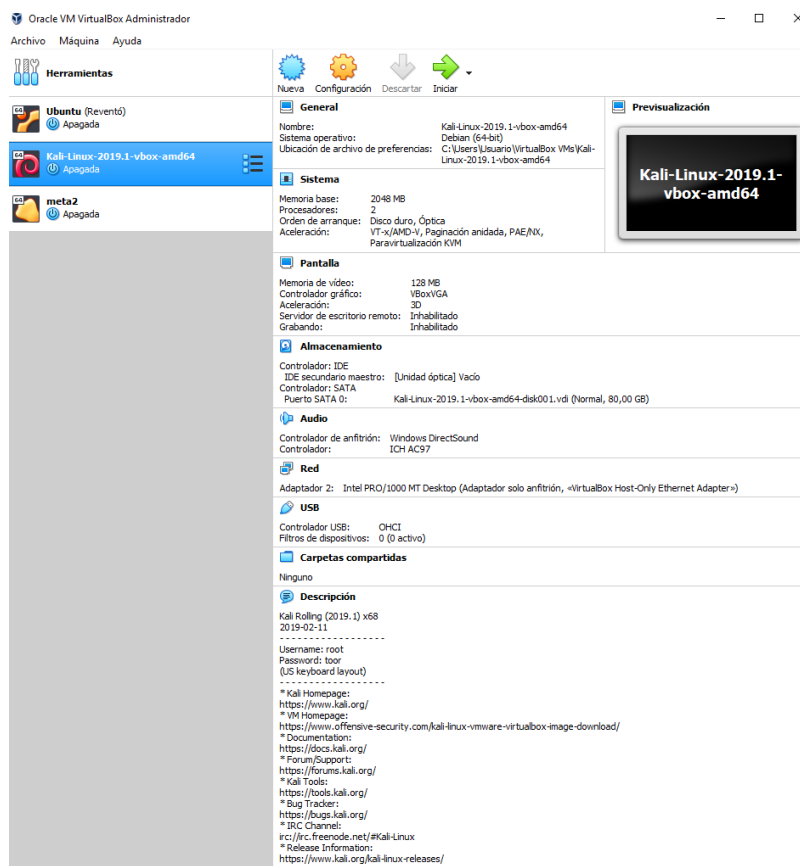 Oracle VM VirtualBox Administrador
Archivo Máquina Ayuda
Herramientas
Nueva Configuración Descartar Iniciar
64 Ubuntu (Reventó)
Apagada
64 Kali-Linux-2019.1-vbox-amd64
Apagada
64 meta2
Apagada
General
Nombre: Kali-Linux-2019.1-vbox-amd64
Sistema operativo: Debian (64-bit)
Ubicación de archivo de preferencias: C:\Users\Usuario\VirtualBox VMs\Kali-
Linux-2019.1-vbox-amd64
Previsualización
Kali-Linux-2019.1-
vbox-amd64
Sistema
Memoria base: 2048 MB
Procesadores: 2
Orden de arranque: Disco duro, Óptica
Aceleración: VT-x/AMD-V, Paginación anidada, PAE/NX,
Paravirtualización KVM
Pantalla
Memoria de vídeo: 128 MB
Controlador gráfico: VBoxVGA
Aceleración: 3D
Servidor de escritorio remoto: Inhabilitado
Grabando: Inhabilitado
Almacenamiento
Controlador: IDE
IDE secundario maestro: [Unidad óptica] Vacío
Controlador: SATA
Puerto SATA 0: Kali-Linux-2019.1-vbox-amd64-disk001.vdi (Normal, 80,00 GB)
Audio
Controlador de anfitrión: Windows DirectSound
Controlador: ICH AC97
Red
Adaptador 2: Intel PRO/1000 MT Desktop (Adaptador solo anfitrión, «VirtualBox Host-Only Ethernet Adapter»)
USB
Controlador USB: OHCI
Filtros de dispositivos: 0 (0 activo)
Carpetas compartidas
Ninguno
Descripción
Kali Rolling (2019.1) x68
2019-02-11
- - - - - - - - - - - - - - - - - -
Username: root
Password: toor
(US keyboard layout)
- - - - - - - - - - - - - - - - - -
* Kali Homepage:
https://www.kali.org/
* VM Homepage:
https://www.offensive-security.com/kali-linux-vmware-virtualbox-image-download/
* Documentation:
https://docs.kali.org/
* Forum/Support:
https://forums.kali.org/
* Kali Tools:
https://tools.kali.org/
* Bug Tracker:
https://bugs.kali.org/
* IRC Channel:
irc://irc.freenode.net/#Kali-Linux
* Release Information:
https://www.kali.org/kali-linux-releases/